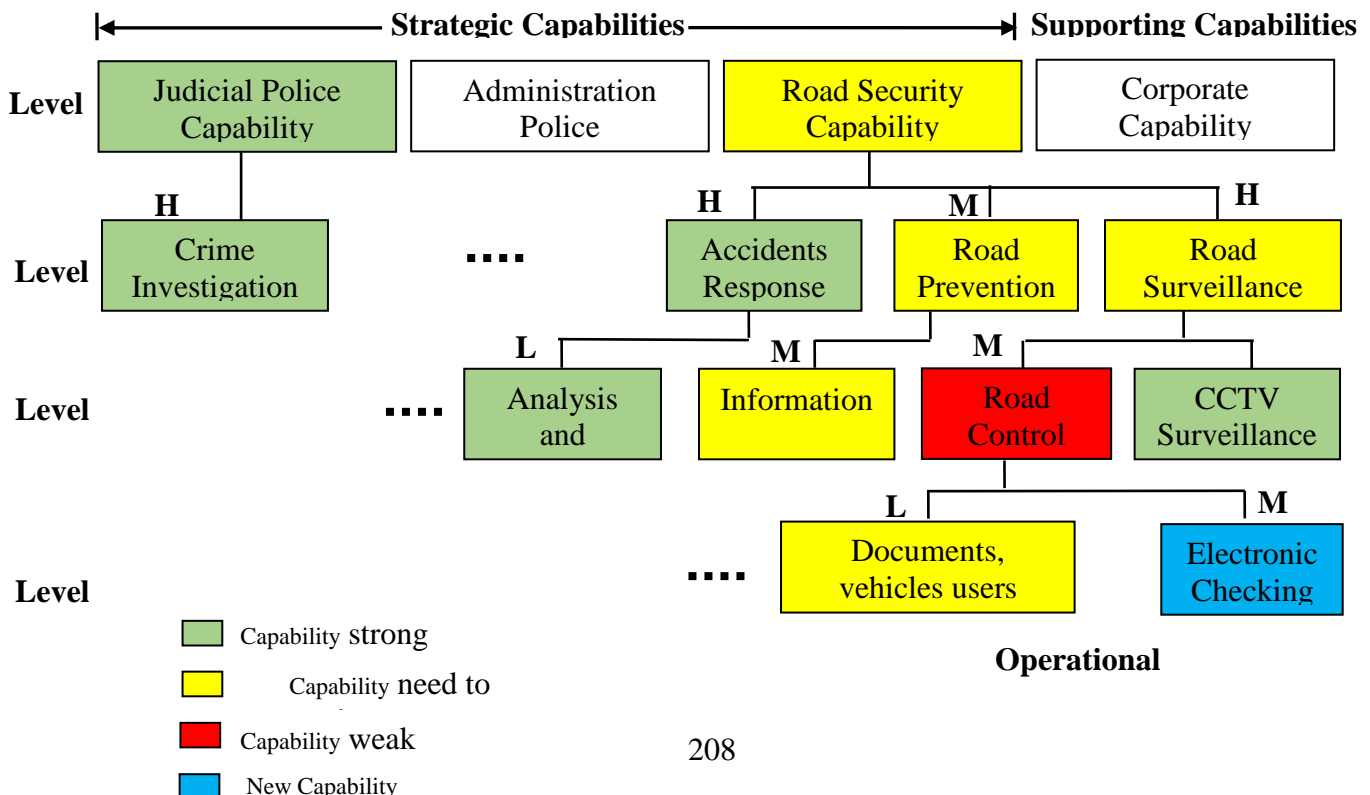 Strategic Capabilities
Supporting Capabilities
Level
Judicial Police
Capability
Administration
Police
Road Security
Capability
Corporate
Capability
H
H
M
H
Level
Crime
Investigation
....
Accidents
Response
Road
Prevention
Road
Surveillance
L
M
M
Level
....
Analysis
and
Information
Road
Control
CCTV
Surveillance
L
M
Level
....
Documents,
vehicles users
Electronic
Checking
Capability strong
Capability need to
Capability weak
New Capability
Operational
208